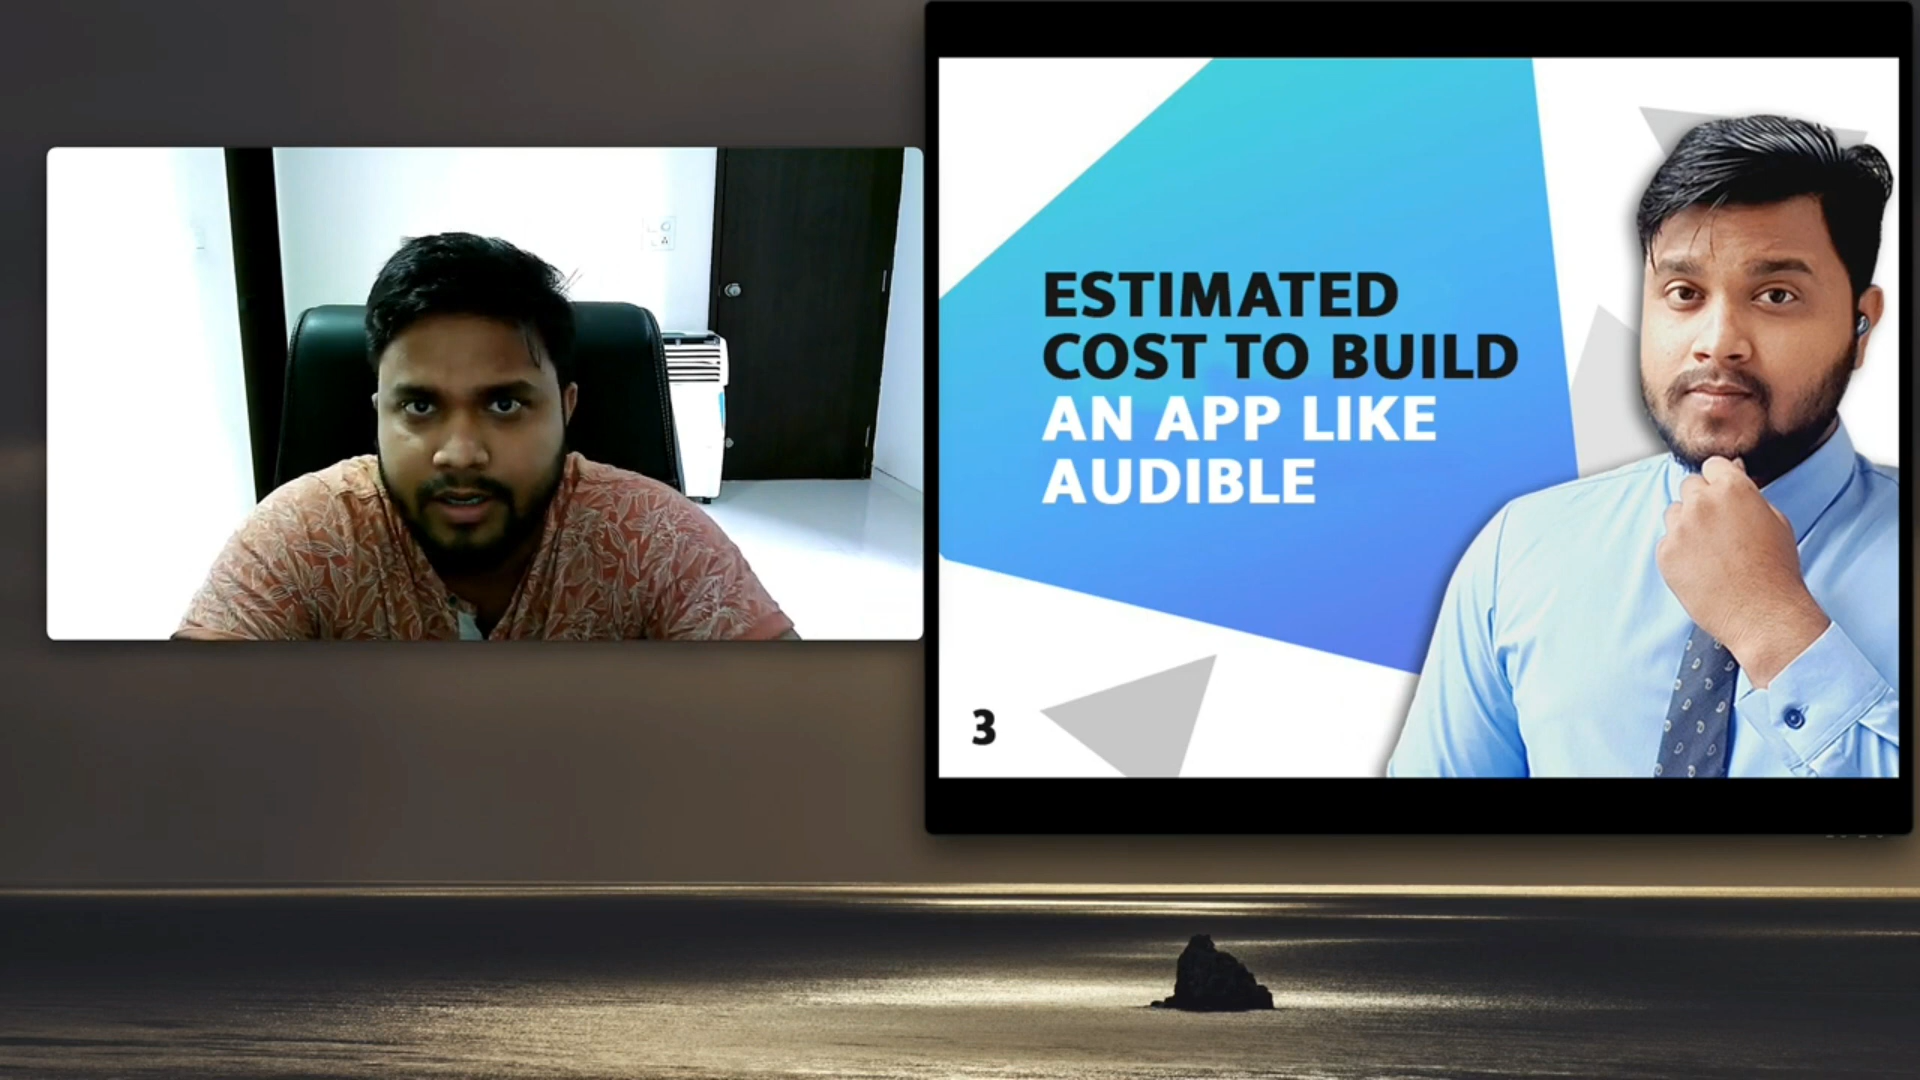 ESTIMATED
COST TO BUILD
AN APP LIKE
AUDIBLE
3